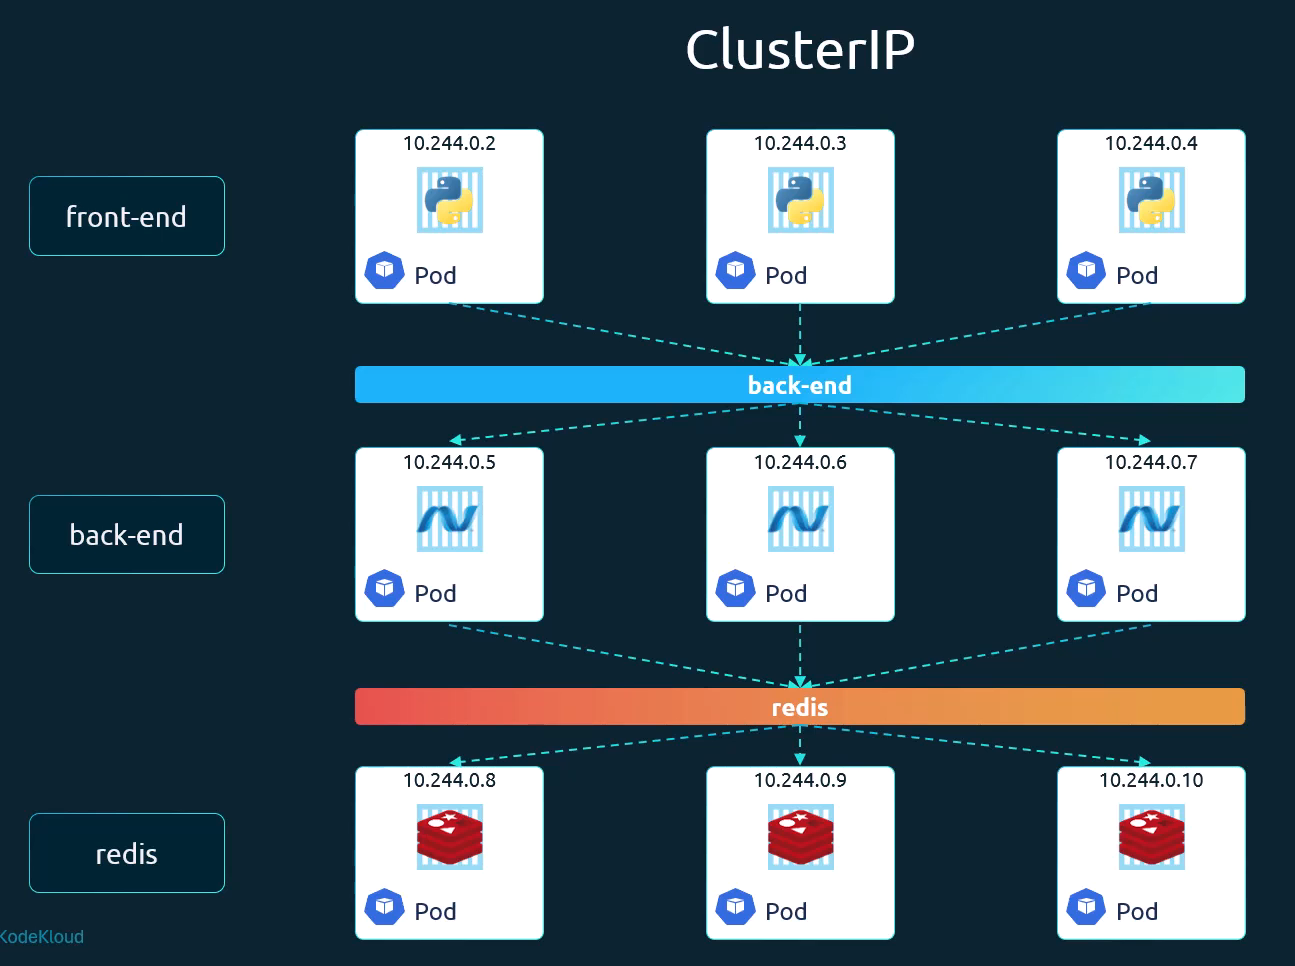 ClusterIP
front-end
10.244.0.2
Pod
10.244.0.3
Pod
10.244.0.4
Pod
back-end
back-end
10.244.0.5
Pod
10.244.0.6
Pod
10.244.0.7
Pod
redis
redis
10.244.0.8
Pod
10.244.0.9
Pod
10.244.0.10
Pod
KodeKloud